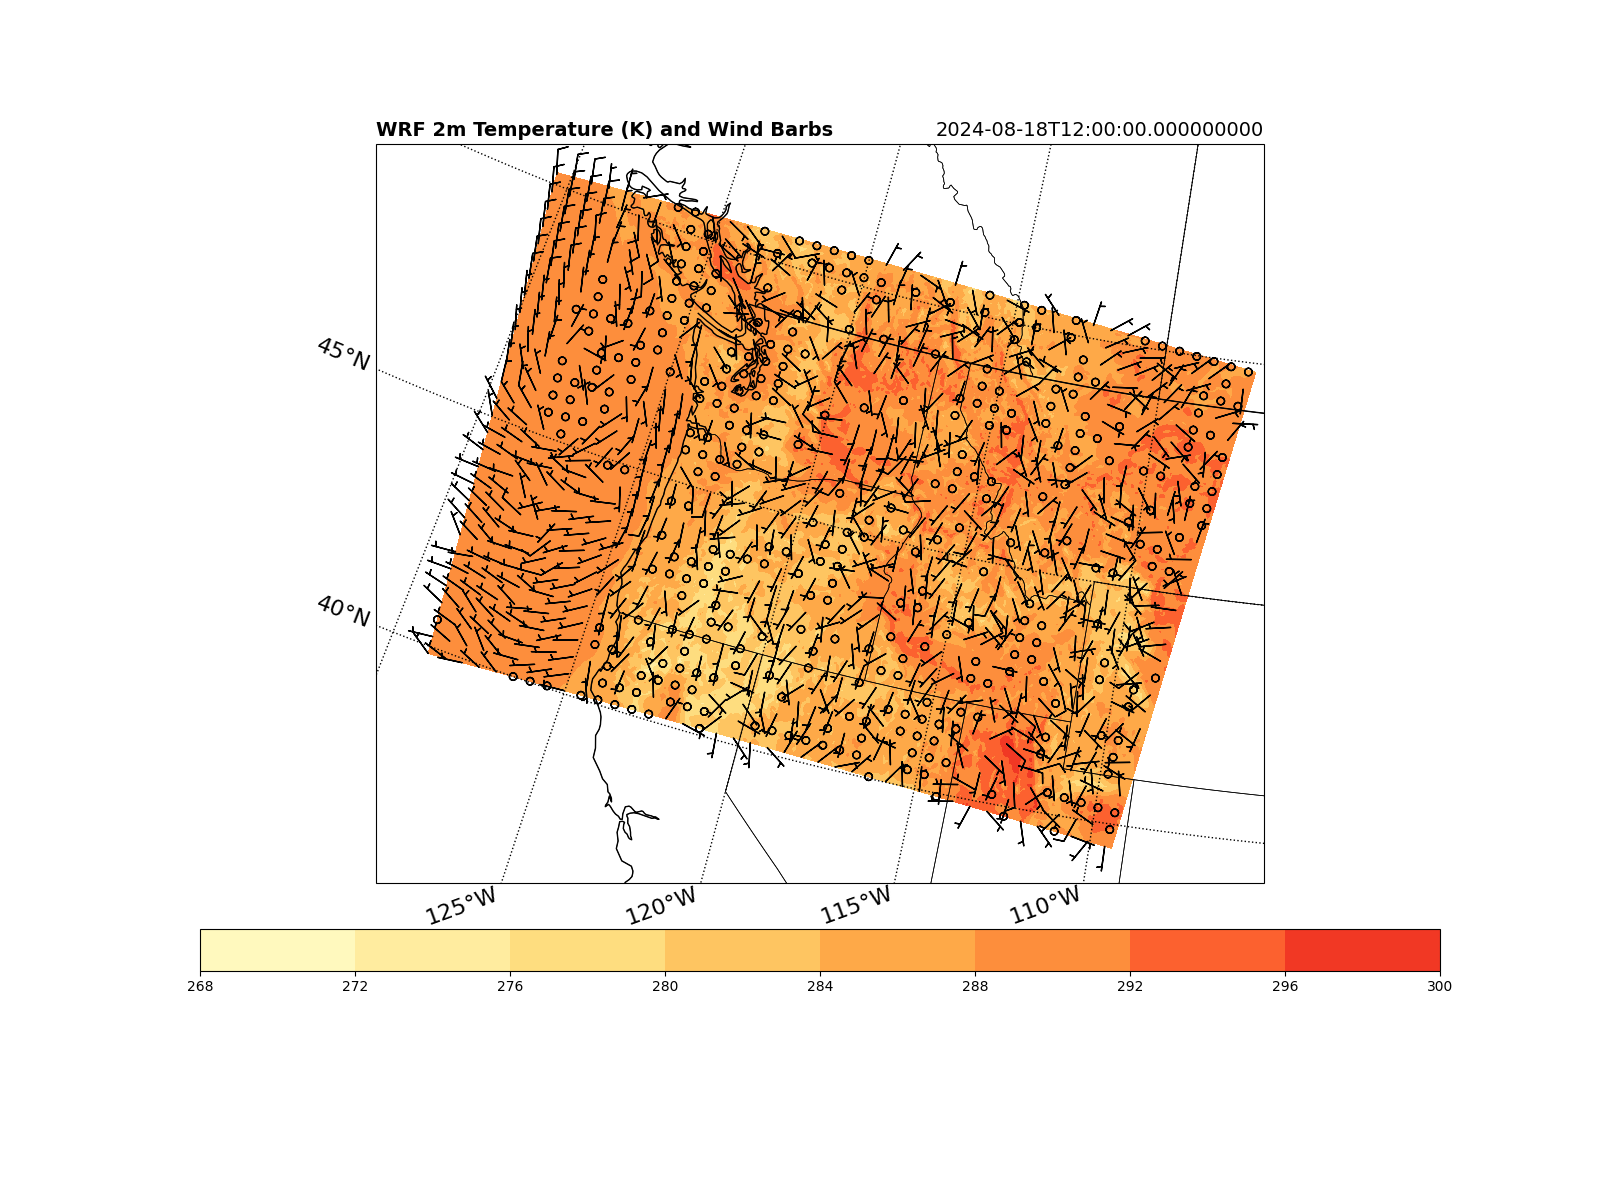 WRF 2m Temperature (K) and Wind Barbs 2024-08-18T12:00:00.000000000
45°N
40°N
125°W 120°W 115°W 110°W
268 272 276 280 284 288 292 296 300